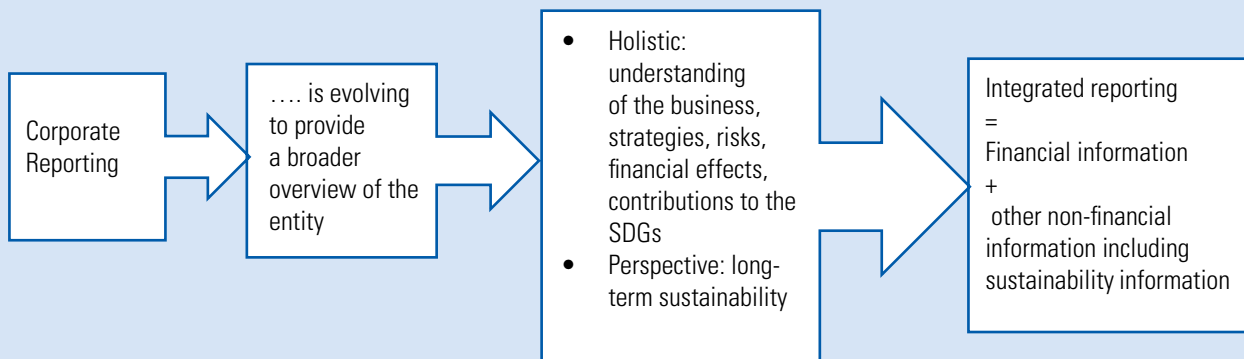 Corporate
Reporting
…. is evolving
to provide
a broader
overview of the
entity
• Holistic:
understanding
of the business,
strategies, risks,
financial effects,
contributions to the
SDGs
• Perspective: long-
term sustainability
Integrated reporting
=
Financial information
+
other non-financial
information including
sustainability information